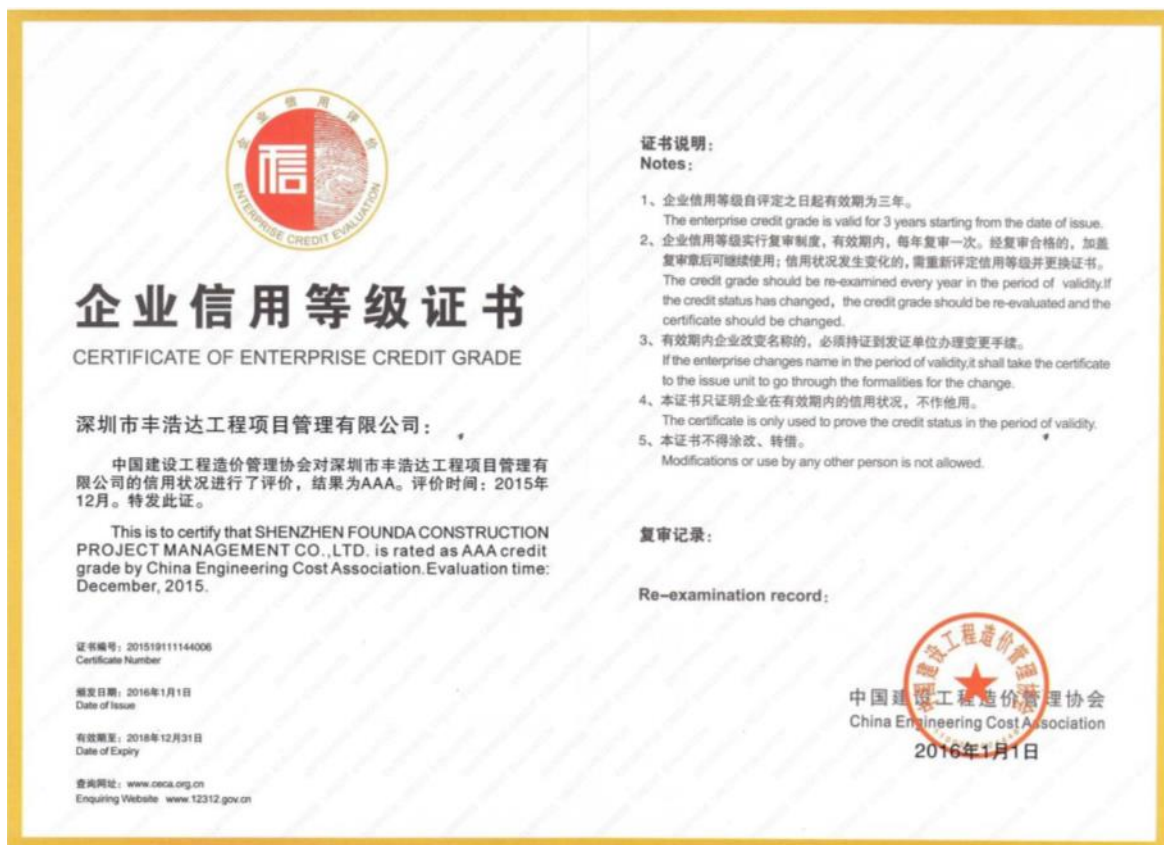 企业信用评价
信
ENTERPRISE CREDIT EVALUATION
企业信用等级证书
CERTIFICATE OF ENTERPRISE CREDIT GRADE
深圳市丰浩达工程项目管理有限公司：
中国建设工程造价管理协会对深圳市丰浩达工程项目管理有
限公司的信用状况进行了评价，结果为AAA。评价时间：2015年
12月。特发此证。
This is to certify that SHENZHEN FOUNDA CONSTRUCTION
PROJECT MANAGEMENT CO.,LTD. is rated as AAA credit
grade by China Engineering Cost Association.Evaluation time:
December, 2015.
证书编号：201519111144006
Certificate Number
颁发日期：2016年1月1日
Date of Issue
有效期至：2018年12月31日
Date of Expiry
查询网址：www.ceca.org.cn
Enquiring Website www.12312.gov.cn
证书说明：
Notes：
1、企业信用等级自评定之日起有效期为三年。
The enterprise credit grade is valid for 3 years starting from the date of issue.
2、企业信用等级实行复审制度，有效期内，每年复审一次。经复审合格的，加盖
复审章后可继续使用；信用状况发生变化的，需重新评定信用等级并更换证书。
The credit grade should be re-examined every year in the period of validity.If
the credit status has changed, the credit grade should be re-evaluated and the
certificate should be changed.
3、有效期内企业改变名称的，必须持证到发证单位办理变更手续。
If the enterprise changes name in the period of validity,it shall take the certificate
to the issue unit to go through the formalities for the change.
4、本证书只证明企业在有效期内的信用状况，不作他用。
The certificate is only used to prove the credit status in the period of validity.
5、本证书不得涂改、转借。
Modifications or use by any other person is not allowed.
复审记录：
Re-examination record：
中国建设工程造价管理协会
中国建设工程造价管理协会
China Engineering Cost Association
2016年1月1日